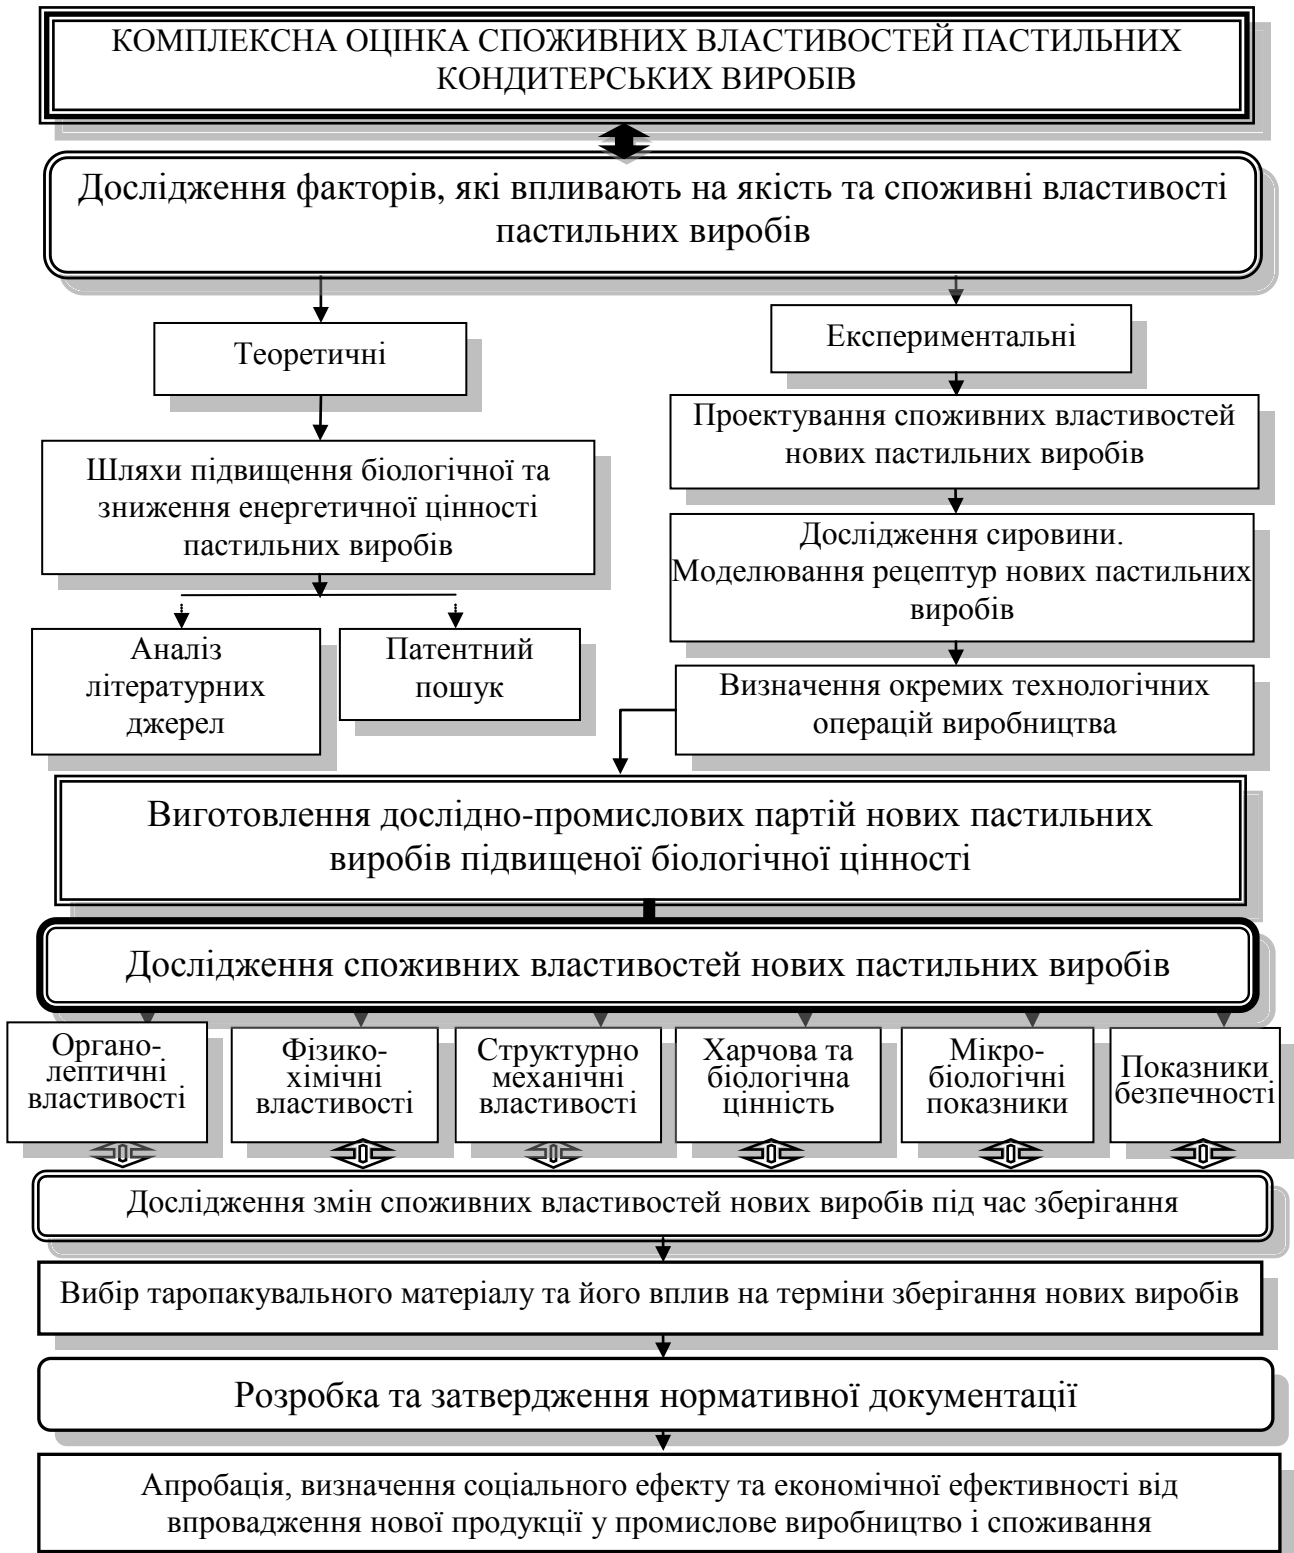 КОМПЛЕКСНА ОЦІНКА СПОЖИВНИХ ВЛАСТИВОСТЕЙ ПАСТИЛЬНИХ
КОНДИТЕРСЬКИХ ВИРОБІВ
Дослідження факторів, які впливають на якість та споживні властивості
пастильних виробів
Теоретичні
Експериментальні
Шляхи підвищення біологічної та
зниження енергетичної цінності
пастильних виробів
Аналіз
літературних
джерел
Патентний
пошук
Проектування споживних властивостей
нових пастильних виробів
Дослідження сировини.
Моделювання рецептур нових пастильних
виробів
Визначення окремих технологічних
операцій виробництва
Виготовлення дослідно-промислових партій нових пастильних
виробів підвищеної біологічної цінності
Дослідження споживних властивостей нових пастильних виробів
Органо-
лептичні
властивості
Фізико-
хімічні
властивості
Структурно
механічні
властивості
Харчова та
біологічна
цінність
Мікро-
біологічні
показники
Показники
безпечності
Дослідження змін споживних властивостей нових виробів під час зберігання
Вибір таропакувального матеріалу та його вплив на терміни зберігання нових виробів
Розробка та затвердження нормативної документації
Апробація, визначення соціального ефекту та економічної ефективності від
впровадження нової продукції у промислове виробництво і споживання